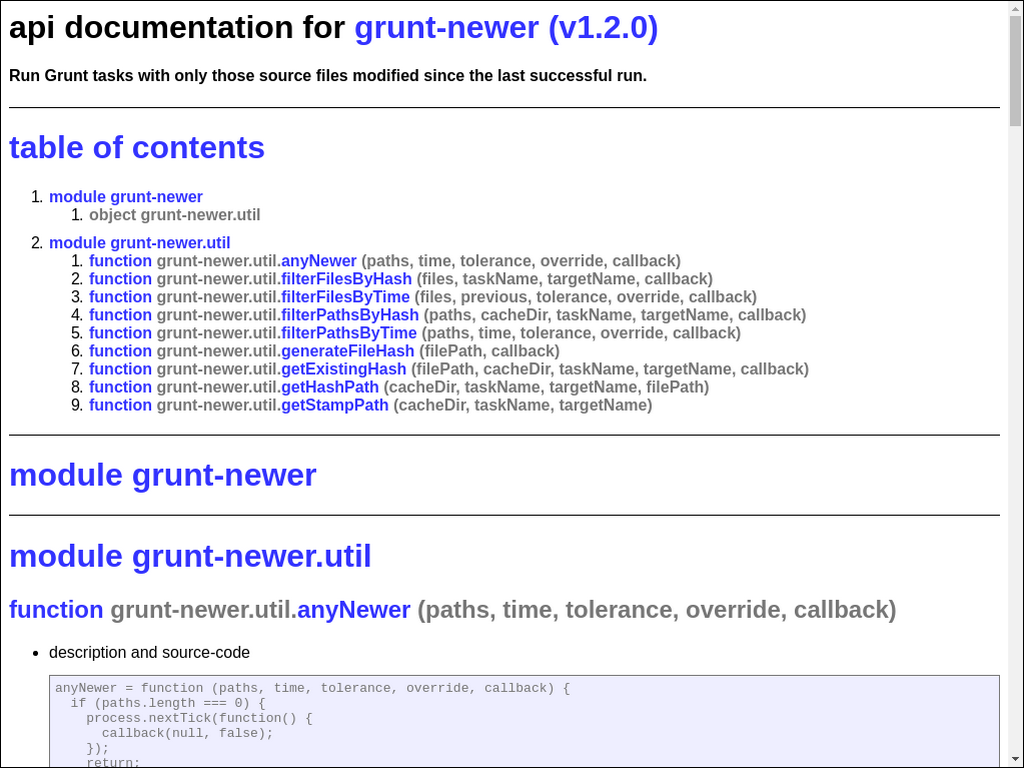 api documentation for grunt-newer (v1.2.0)
Run Grunt tasks with only those source files modified since the last successful run.
table of contents
1. module grunt-newer
1. object grunt-newer.util
2. module grunt-newer.util
1. function grunt-newer.util.anyNewer (paths, time, tolerance, override, callback)
2. function grunt-newer.util.filterFilesByHash (files, taskName, targetName, callback)
3. function grunt-newer.util.filterFilesByTime (files, previous, tolerance, override, callback)
4. function grunt-newer.util.filterPathsByHash (paths, cacheDir, taskName, targetName, callback)
5. function grunt-newer.util.filterPathsByTime (paths, time, tolerance, override, callback)
6. function grunt-newer.util.generateFileHash (filePath, callback)
7. function grunt-newer.util.getExistingHash (filePath, cacheDir, taskName, targetName, callback)
8. function grunt-newer.util.getHashPath (cacheDir, taskName, targetName, filePath)
9. function grunt-newer.util.getStampPath (cacheDir, taskName, targetName)
module grunt-newer
module grunt-newer.util
function grunt-newer.util.anyNewer (paths, time, tolerance, override, callback)
• description and source-code
anyNewer = function (paths, time, tolerance, override, callback) {
if (paths.length === 0) {
process.nextTick(function() {
callback(null, false);
});
return;